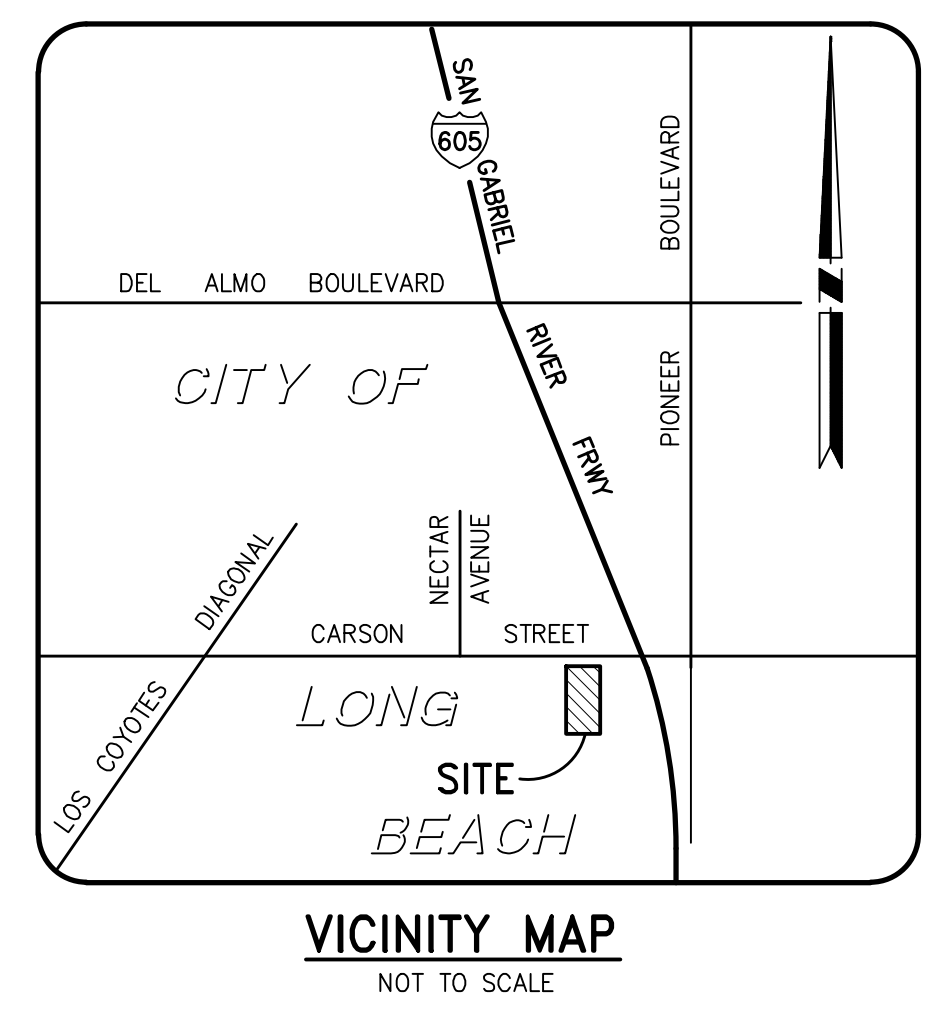 SAN
605
GABRIEL
BOULEVARD
DEL ALMO BOULEVARD
N
RIVER
PIONEER
CITY OF
FRWY
NECTAR
AVENUE
DIAGONAL
CARSON STREET
LOS COYOTES
LONG
SITE
BEACH
VICINITY MAP
NOT TO SCALE